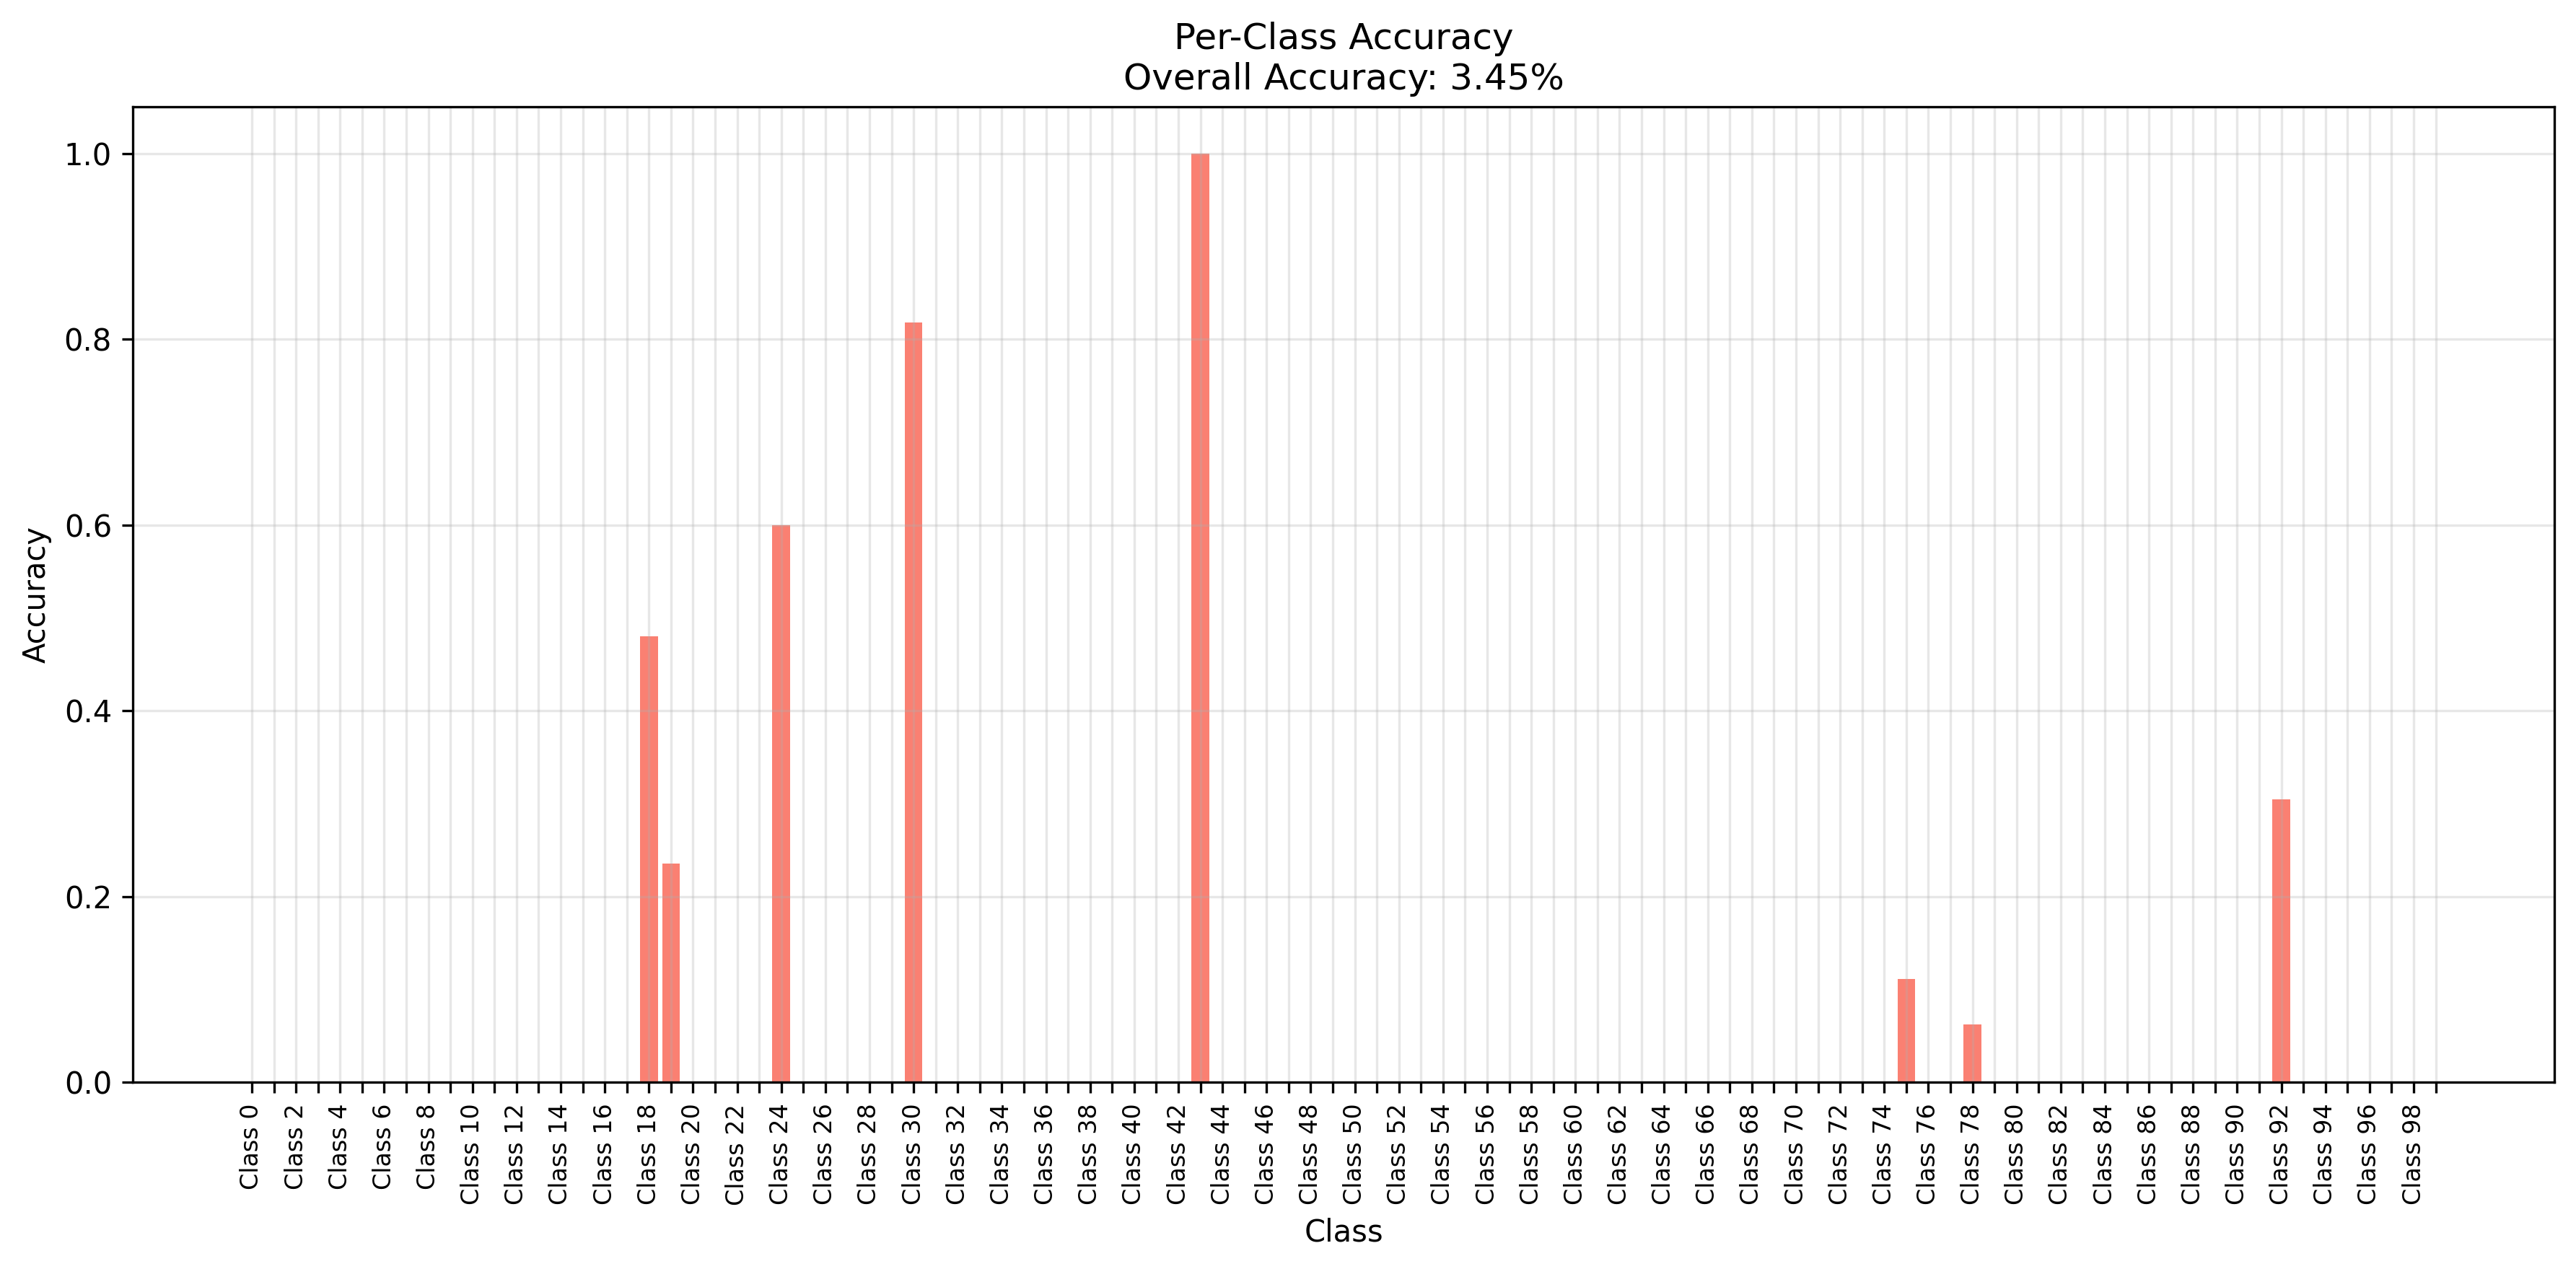 Per-Class Accuracy
Overall Accuracy: 3.45%
1.0
0.8
0.6
0.4
0.2
0.0
Accuracy
Class 0
Class 2
Class 4
Class 6
Class 8
Class 10
Class 12
Class 14
Class 16
Class 18
Class 20
Class 22
Class 24
Class 26
Class 28
Class 30
Class 32
Class 34
Class 36
Class 38
Class 40
Class 42
Class 44
Class 46
Class 48
Class 50
Class 52
Class 54
Class 56
Class 58
Class 60
Class 62
Class 64
Class 66
Class 68
Class 70
Class 72
Class 74
Class 76
Class 78
Class 80
Class 82
Class 84
Class 86
Class 88
Class 90
Class 92
Class 94
Class 96
Class 98
Class